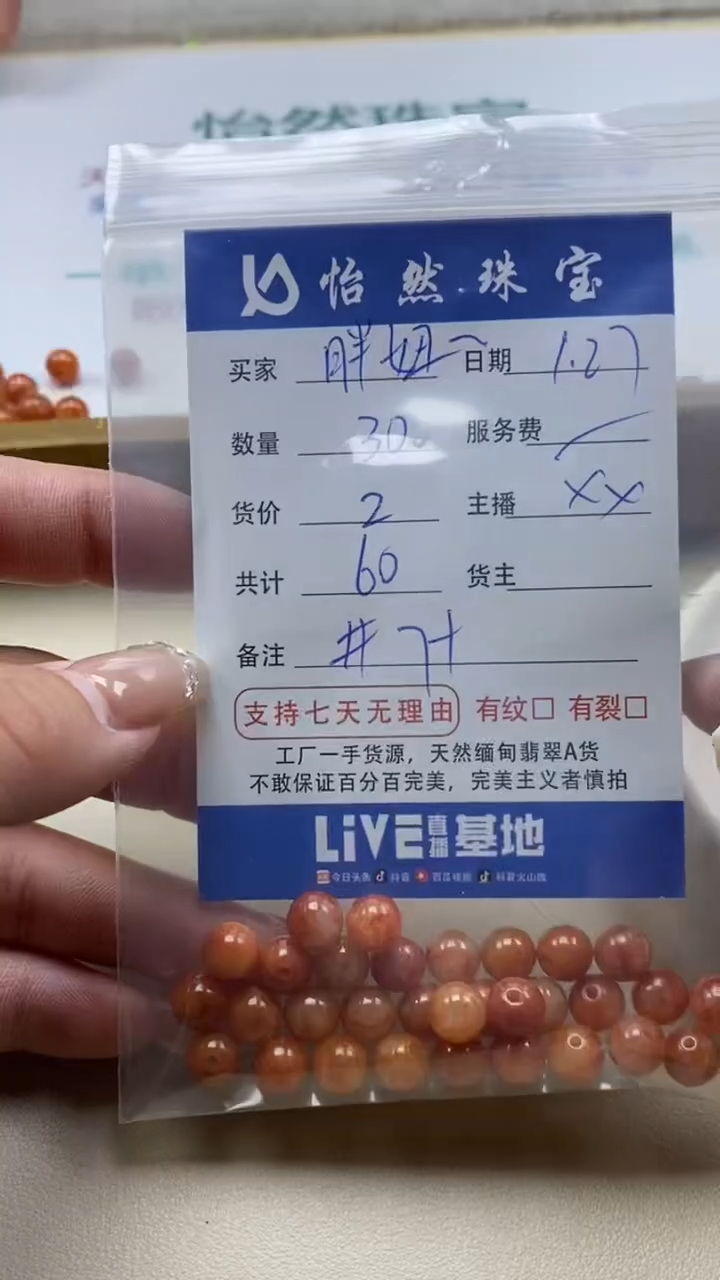 怡然珠宝
怡然珠宝
买家 胖妞~ 日期 1.27
数量 30 服务费
货价 2 主播 XX
共计 60 货主
备注 #
支持七天无理由 有纹□ 有裂□
工厂一手货源，天然缅甸翡翠A货
不敢保证百分百完美，完美主义者慎拍
LiVE直播基地
今日头条 抖音 西瓜视频 抖音火山版